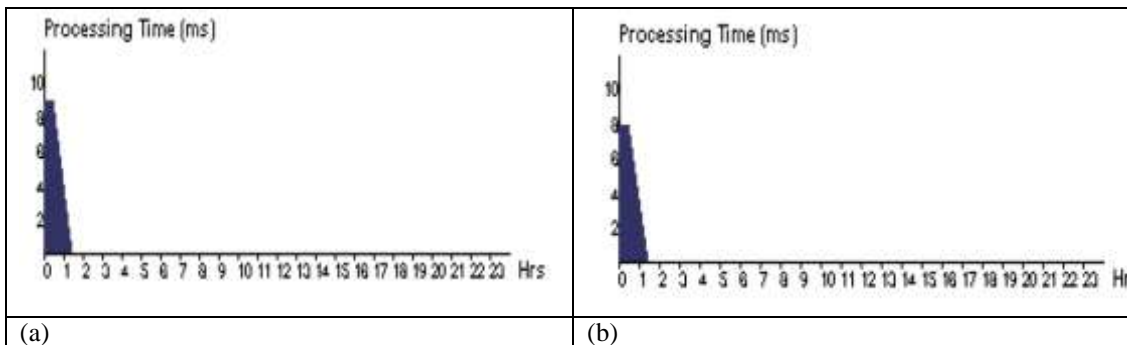 Processing Time (ms)
10
8
6
4
2
0 1 2 3 4 5 6 7 8 9 10 11 12 13 14 15 16 17 18 19 20 21 22 23 Hrs
(a)
Processing Time (ms)
10
8
6
4
2
0 1 2 3 4 5 6 7 8 9 10 11 12 13 14 15 16 17 18 19 20 21 22 23 Hr
(b)